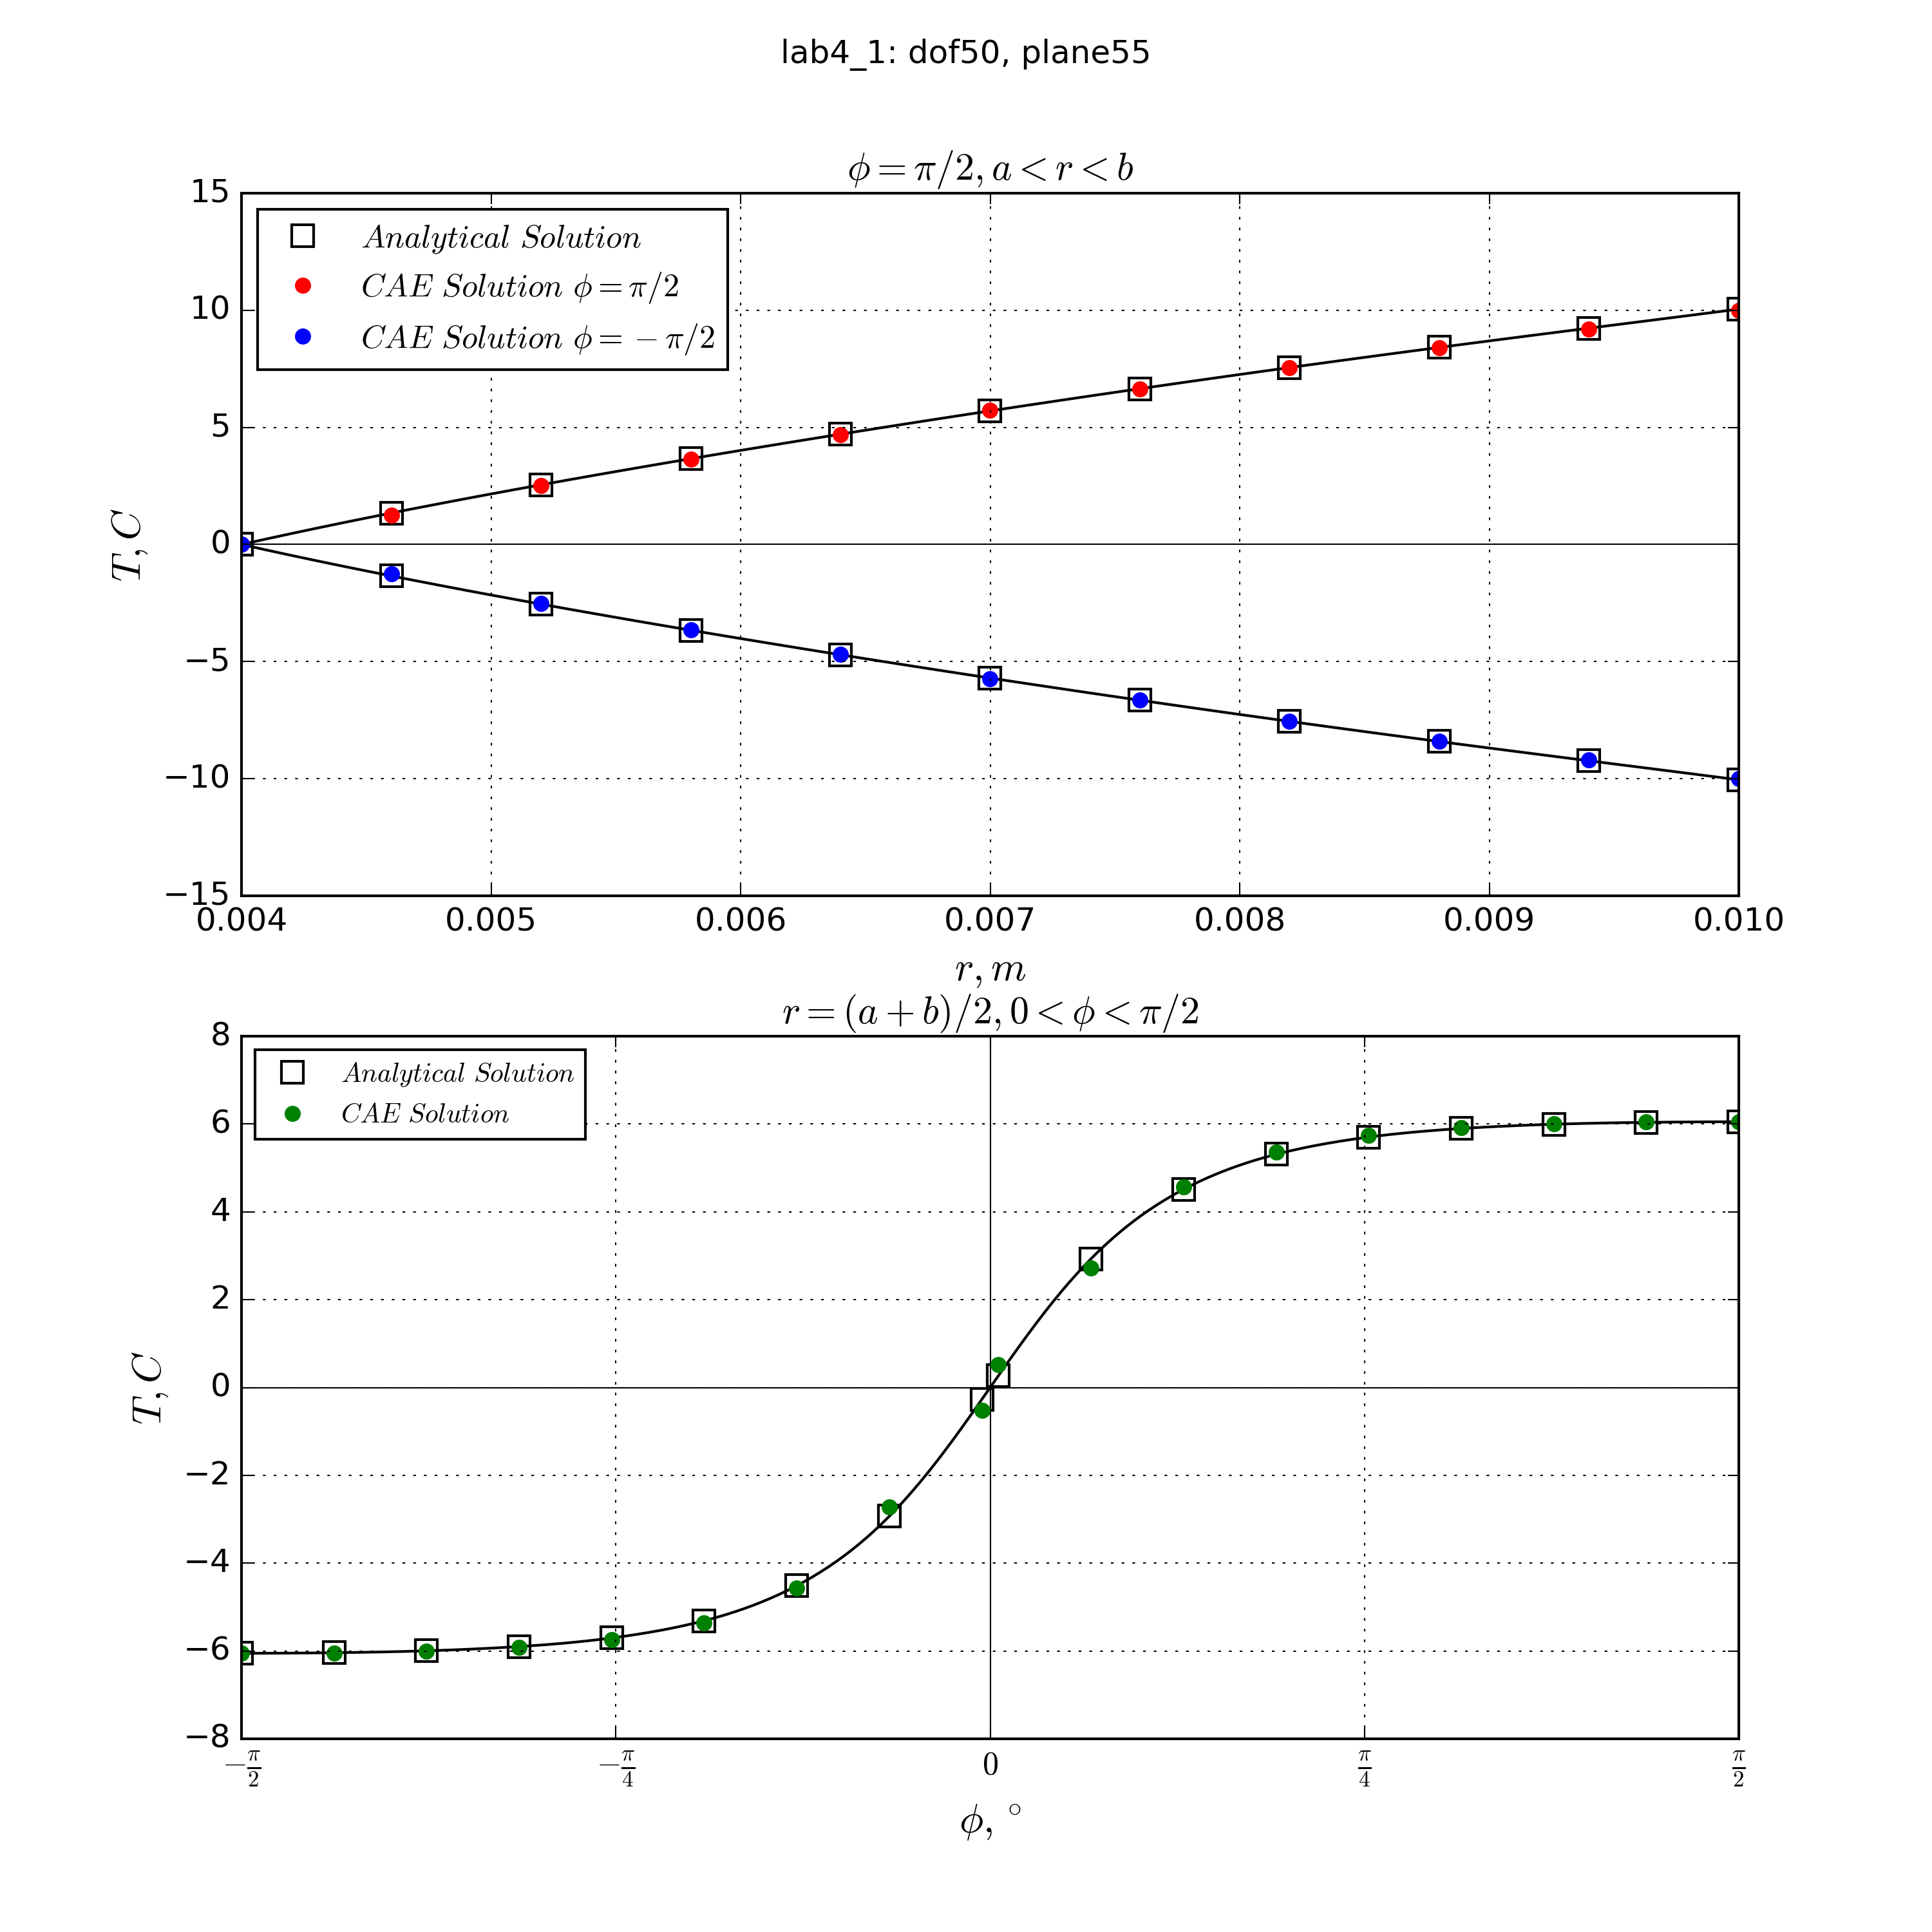 lab4_1: dof50, plane55
ϕ = π/2, a < r < b
15
10
5
0
−5
−10
−15
T, C
Analytical Solution
CAE Solution ϕ = π/2
CAE Solution ϕ = − π/2
0.004 0.005 0.006 0.007 0.008 0.009 0.010
r, m
r = (a + b)/2, 0 < ϕ < π/2
8
6
4
2
0
−2
−4
−6
−8
T, C
Analytical Solution
CAE Solution
−π/2 −π/4 0 π/4 π/2
ϕ, °